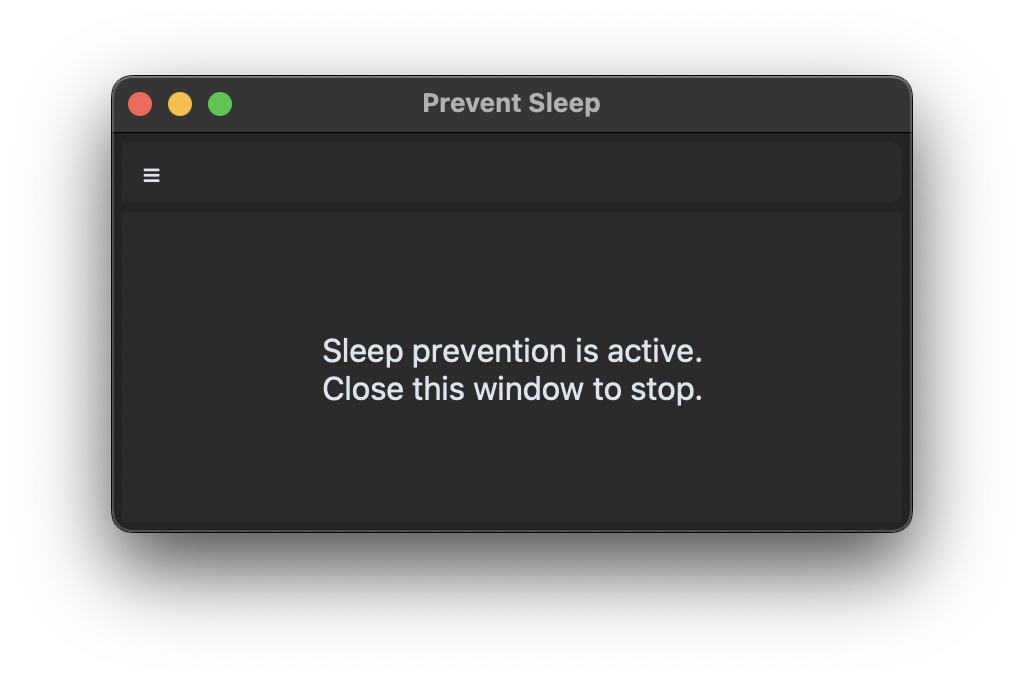 Prevent Sleep
Sleep prevention is active.
Close this window to stop.